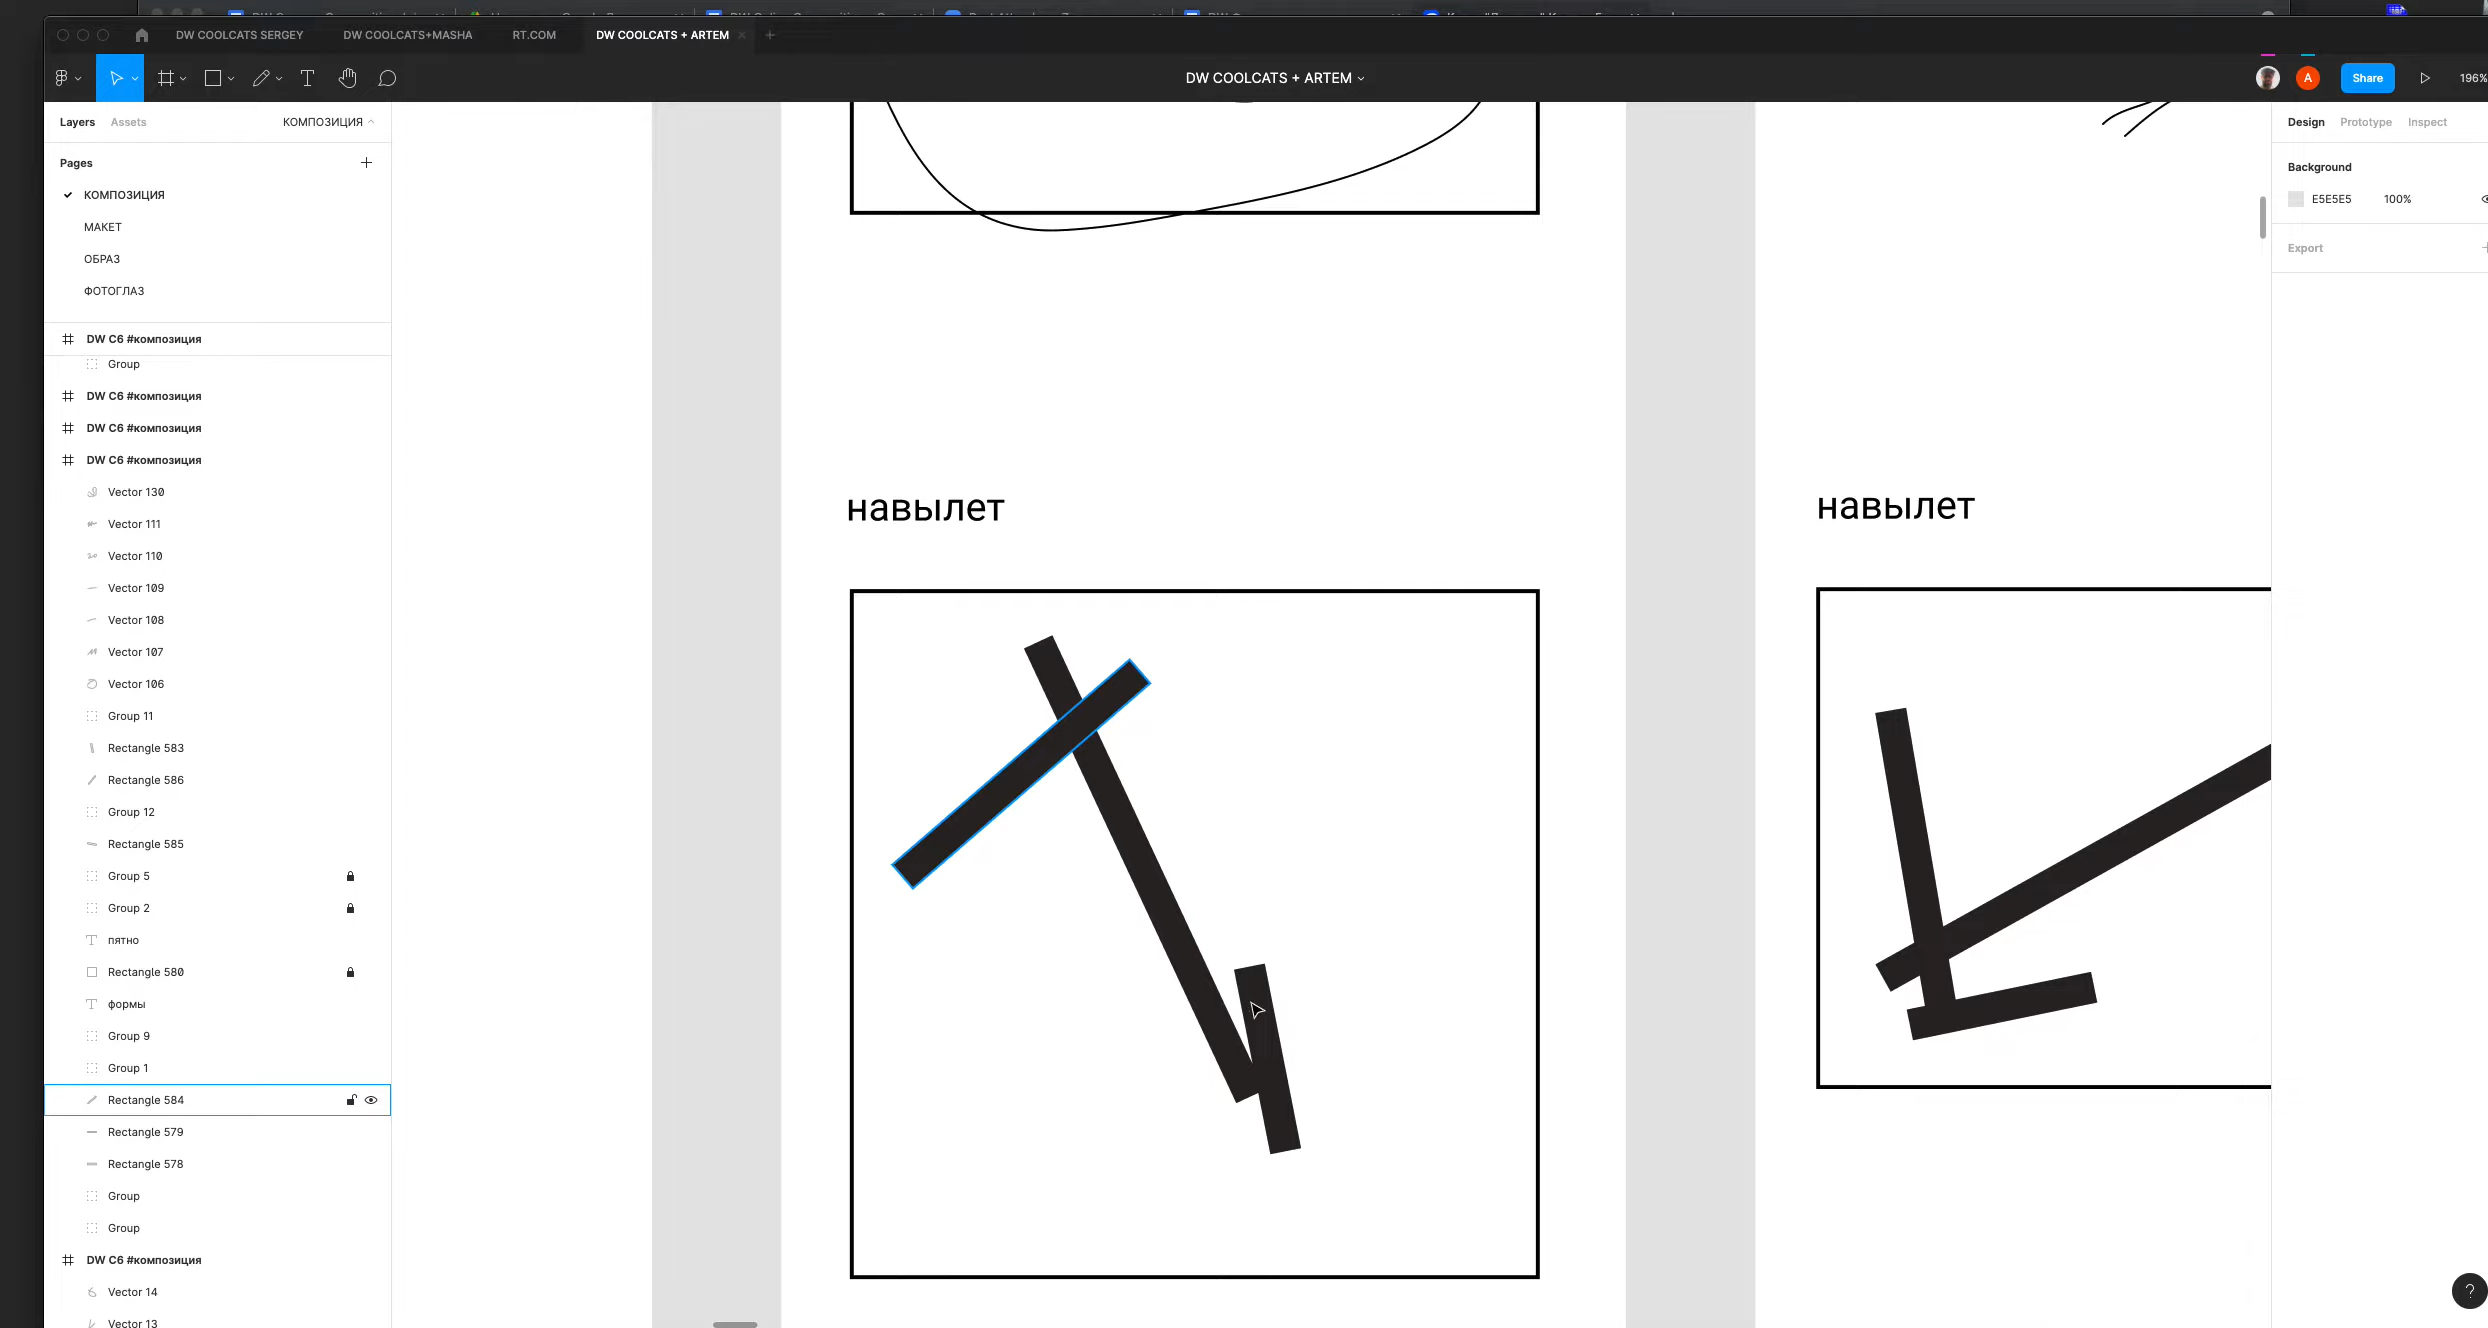 DW COOLCATS SERGEY
DW COOLCATS+MASHA
RT.COM
DW COOLCATS + ARTEM
DW COOLCATS + ARTEM
A
Share
196%
Layers
Assets
КОМПОЗИЦИЯ
Pages
КОМПОЗИЦИЯ
МАКЕТ
ОБРАЗ
ФОТОГЛАЗ
DW C6 #композиция
Group
DW C6 #композиция
DW C6 #композиция
DW C6 #композиция
Vector 130
Vector 111
Vector 110
Vector 109
Vector 108
Vector 107
Vector 106
Group 11
Rectangle 583
Rectangle 586
Group 12
Rectangle 585
Group 5
Group 2
пятно
Rectangle 580
формы
Group 9
Group 1
Rectangle 584
Rectangle 579
Rectangle 578
Group
Group
DW C6 #композиция
Vector 14
Vector 13
навылет
навылет
Design
Prototype
Inspect
Background
E5E5E5
100%
Export
?